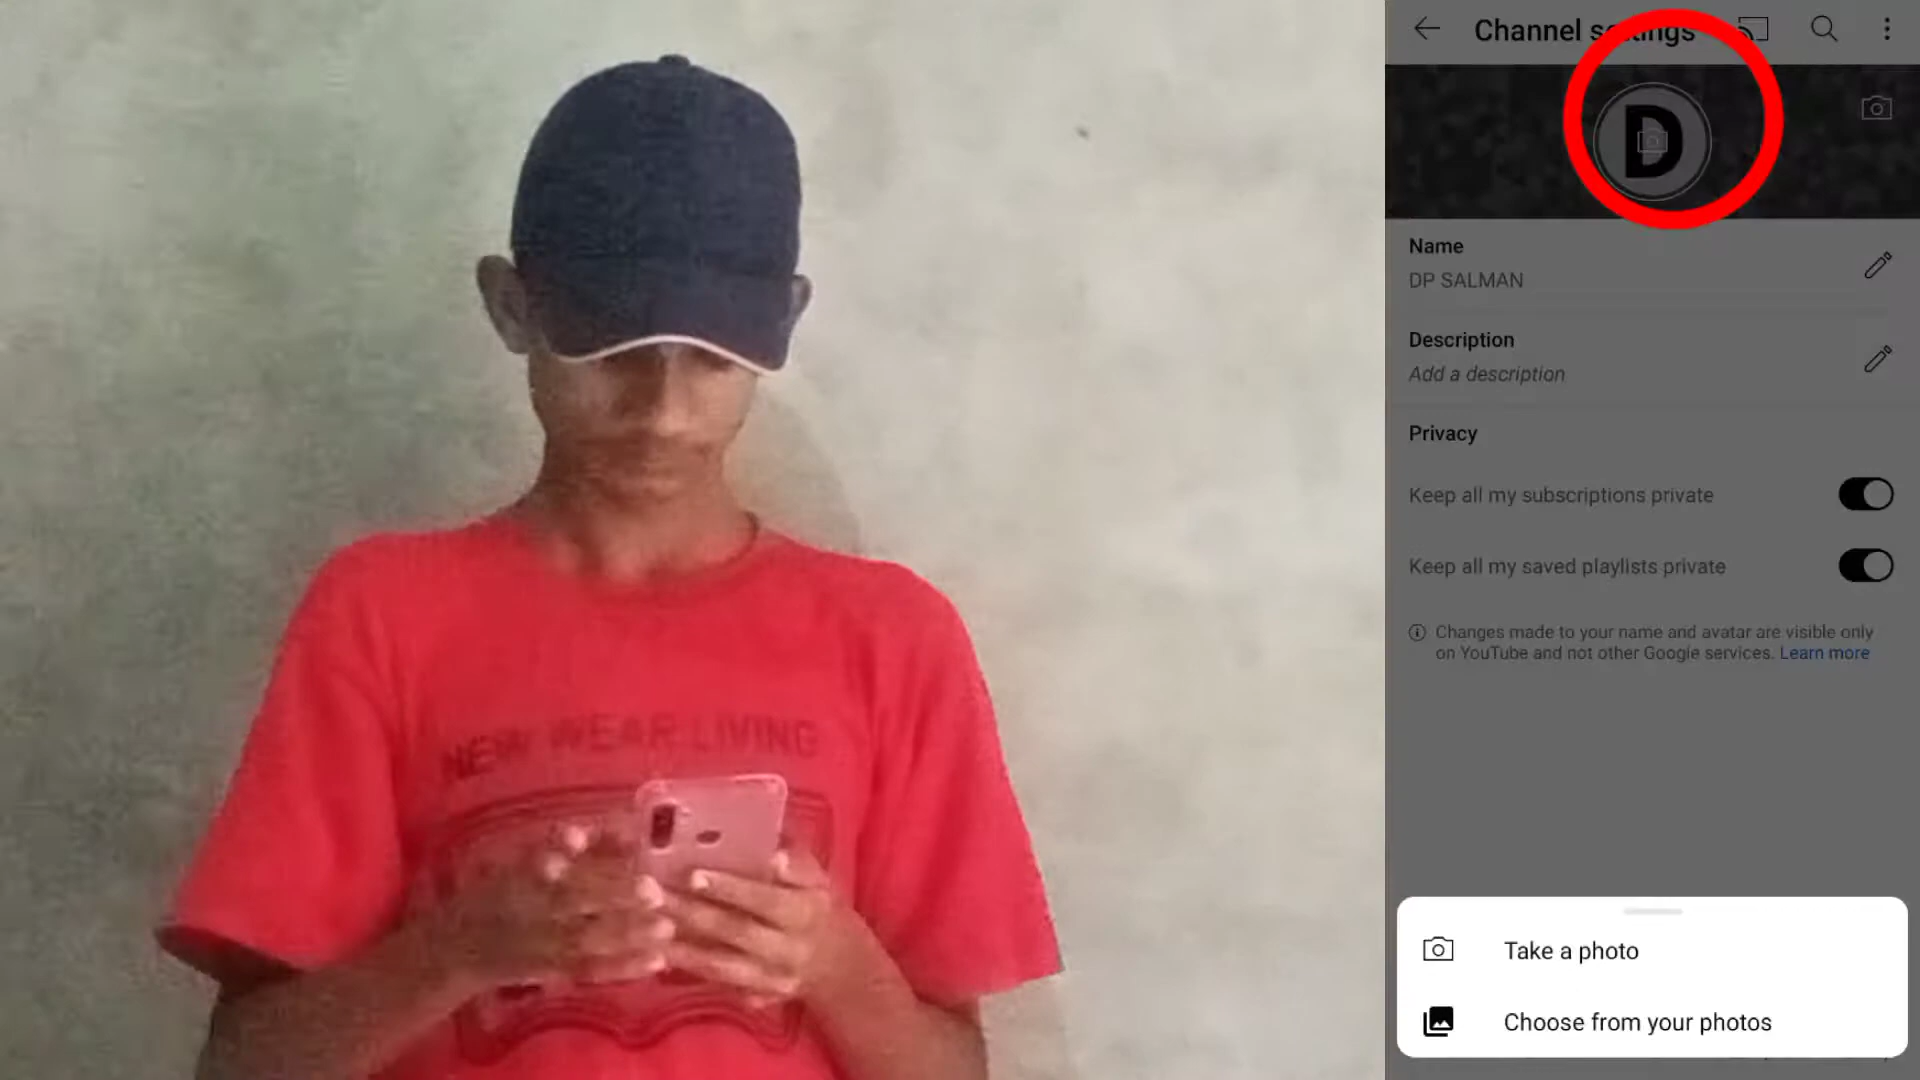 NEW WEAR LIVING
Channel settings
D
Name
DP SALMAN
Description
Add a description
Privacy
Keep all my subscriptions private
Keep all my saved playlists private
Changes made to your name and avatar are visible only
on YouTube and not other Google services. Learn more
Take a photo
Choose from your photos